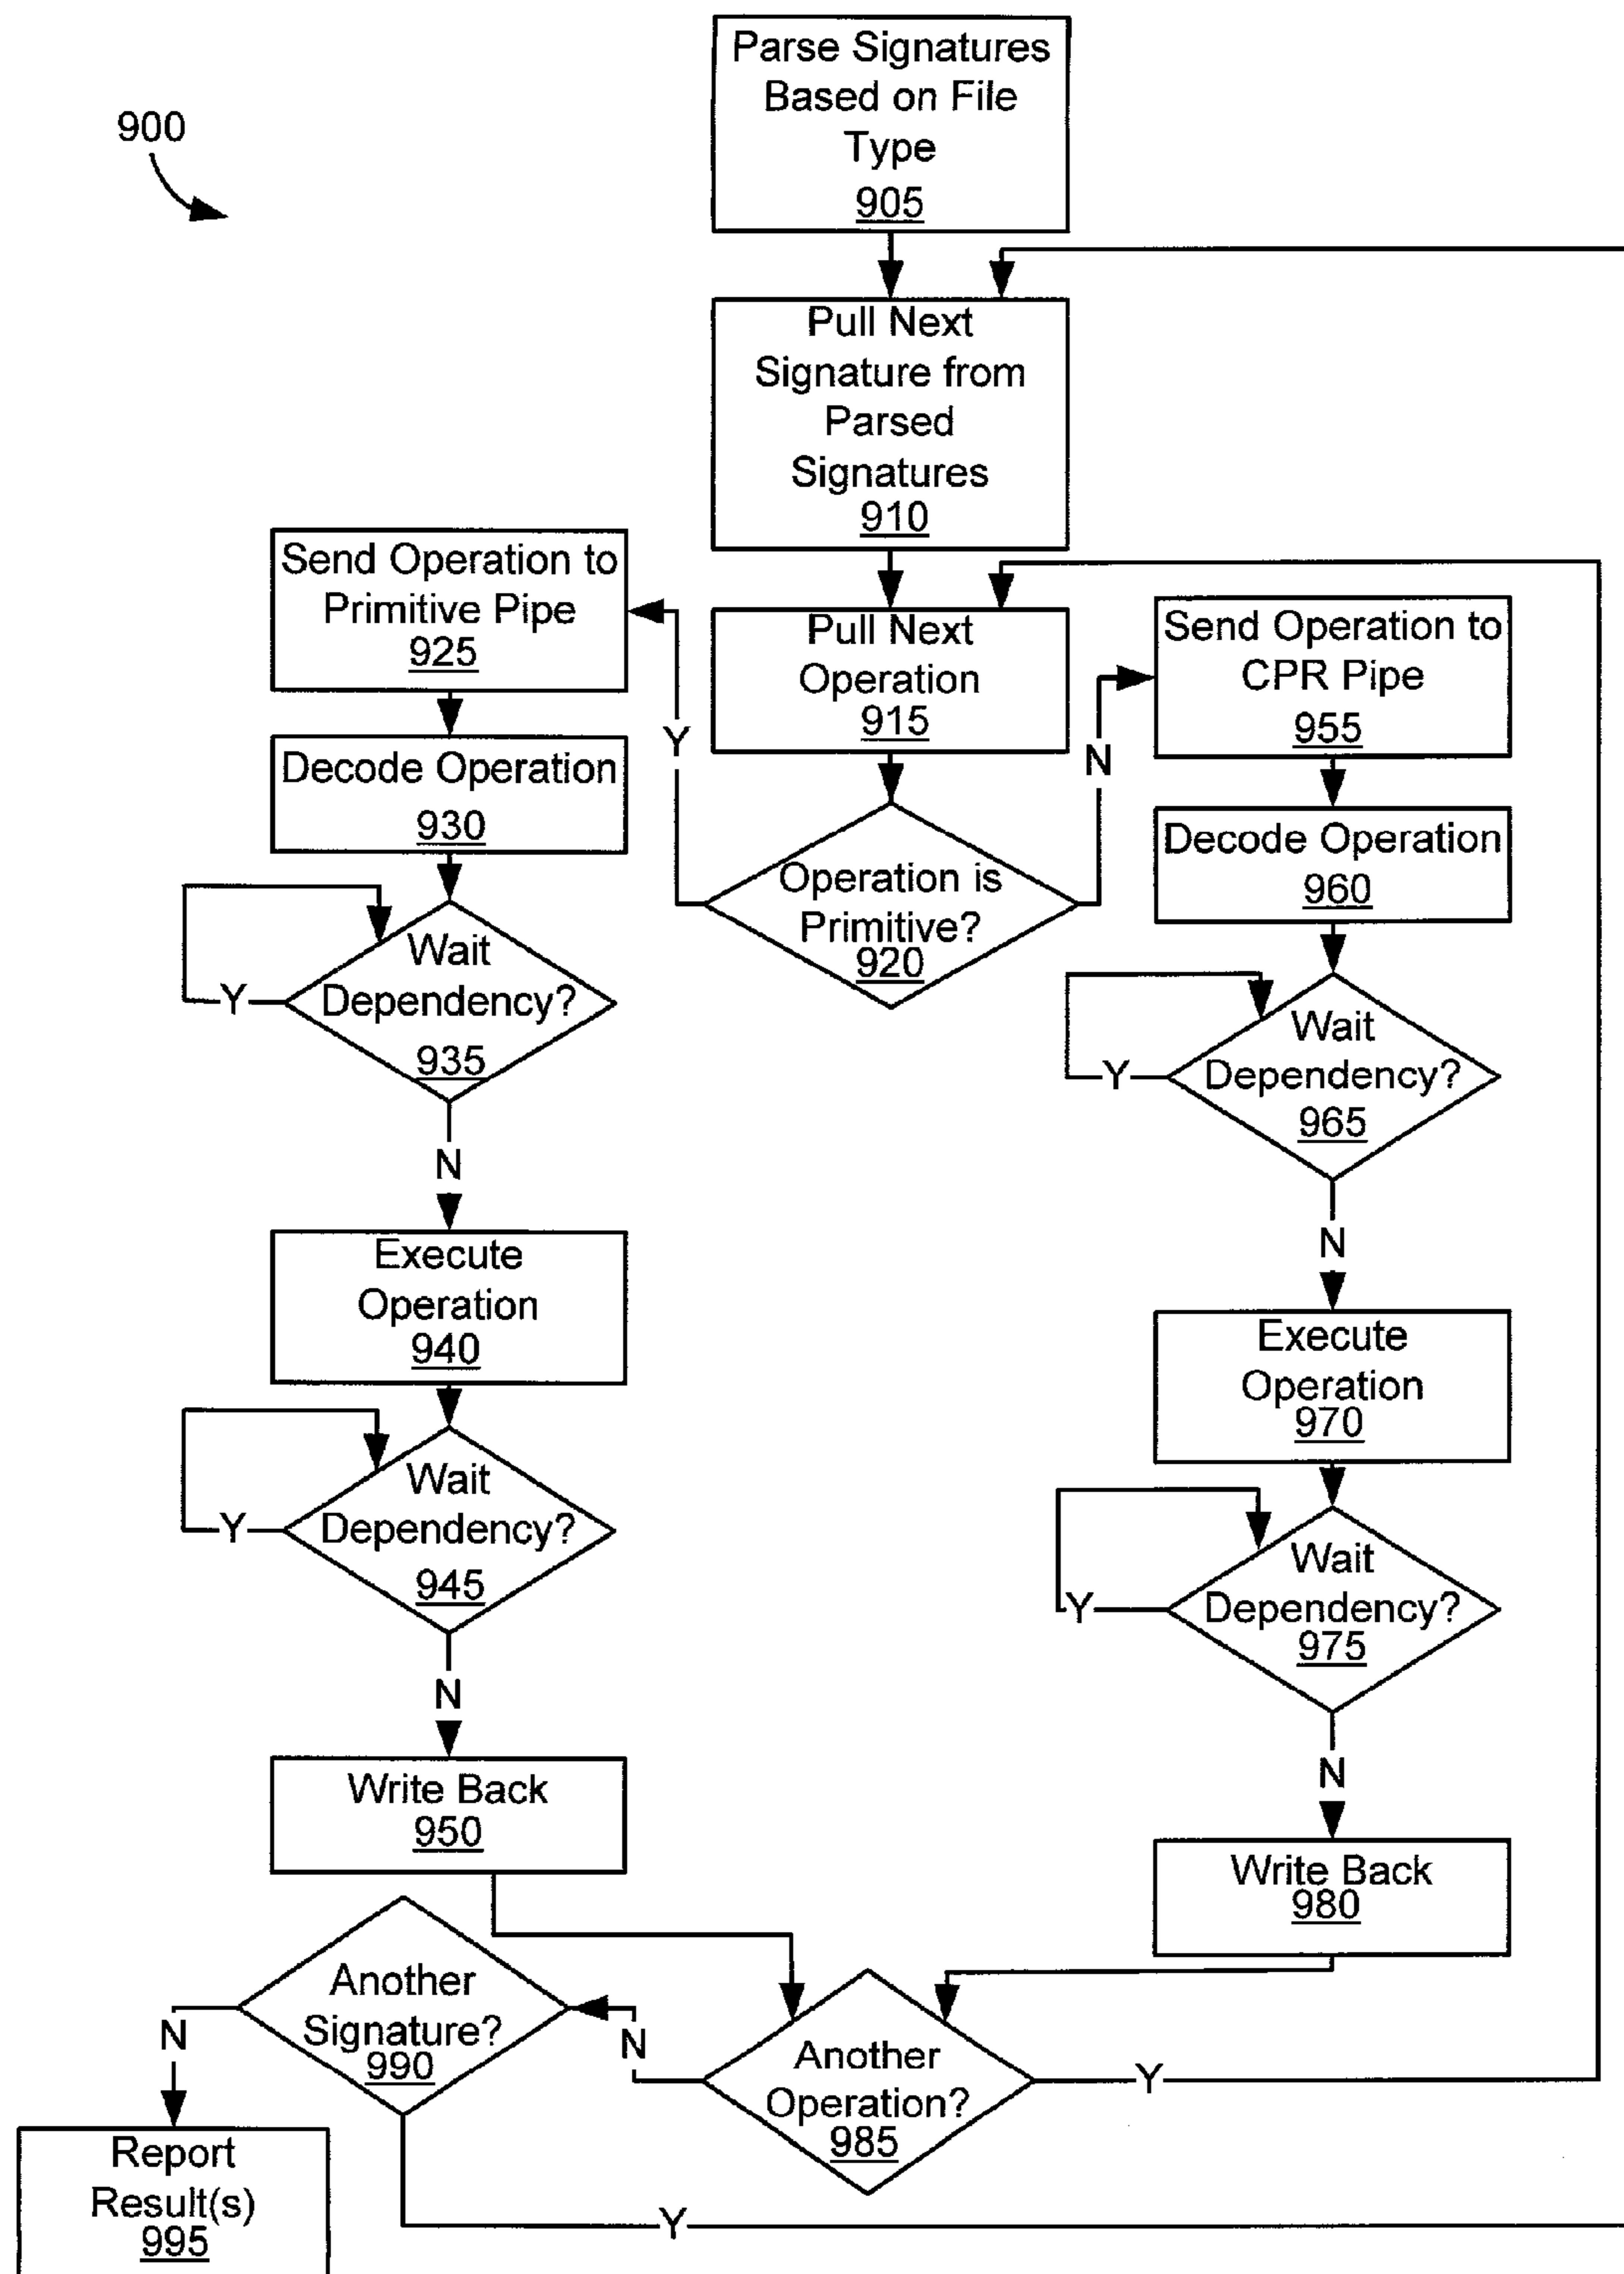 Parse Signatures
Based on File
Type
905
900
Pull Next
Signature from
Parsed
Signatures
910
Send Operation to
Primitive Pipe
925
Pull Next
Operation
915
Send Operation to
CPR Pipe
955
Y
N
Decode Operation
930
Operation is
Primitive?
920
Decode Operation
960
Wait
Dependency?
935
Y
N
Wait
Dependency?
965
Y
N
Execute
Operation
940
Execute
Operation
970
Wait
Dependency?
945
Y
N
Wait
Dependency?
975
Y
N
Write Back
950
Write Back
980
Another
Signature?
990
N
N
Another
Operation?
985
Y
Report
Result(s)
995
Y